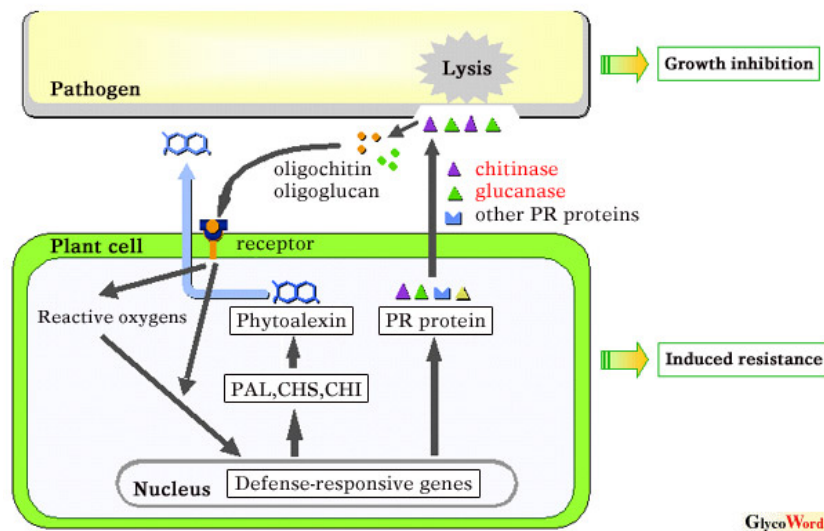 Lysis
Pathogen
Growth inhibition
oligochitin
oligoglucan
chitinase
glucanase
other PR proteins
Plant cell
receptor
Reactive oxygens
Phytoalexin
PR protein
Induced resistance
PAL,CHS,CHI
Nucleus
Defense-responsive genes
GlycoWord